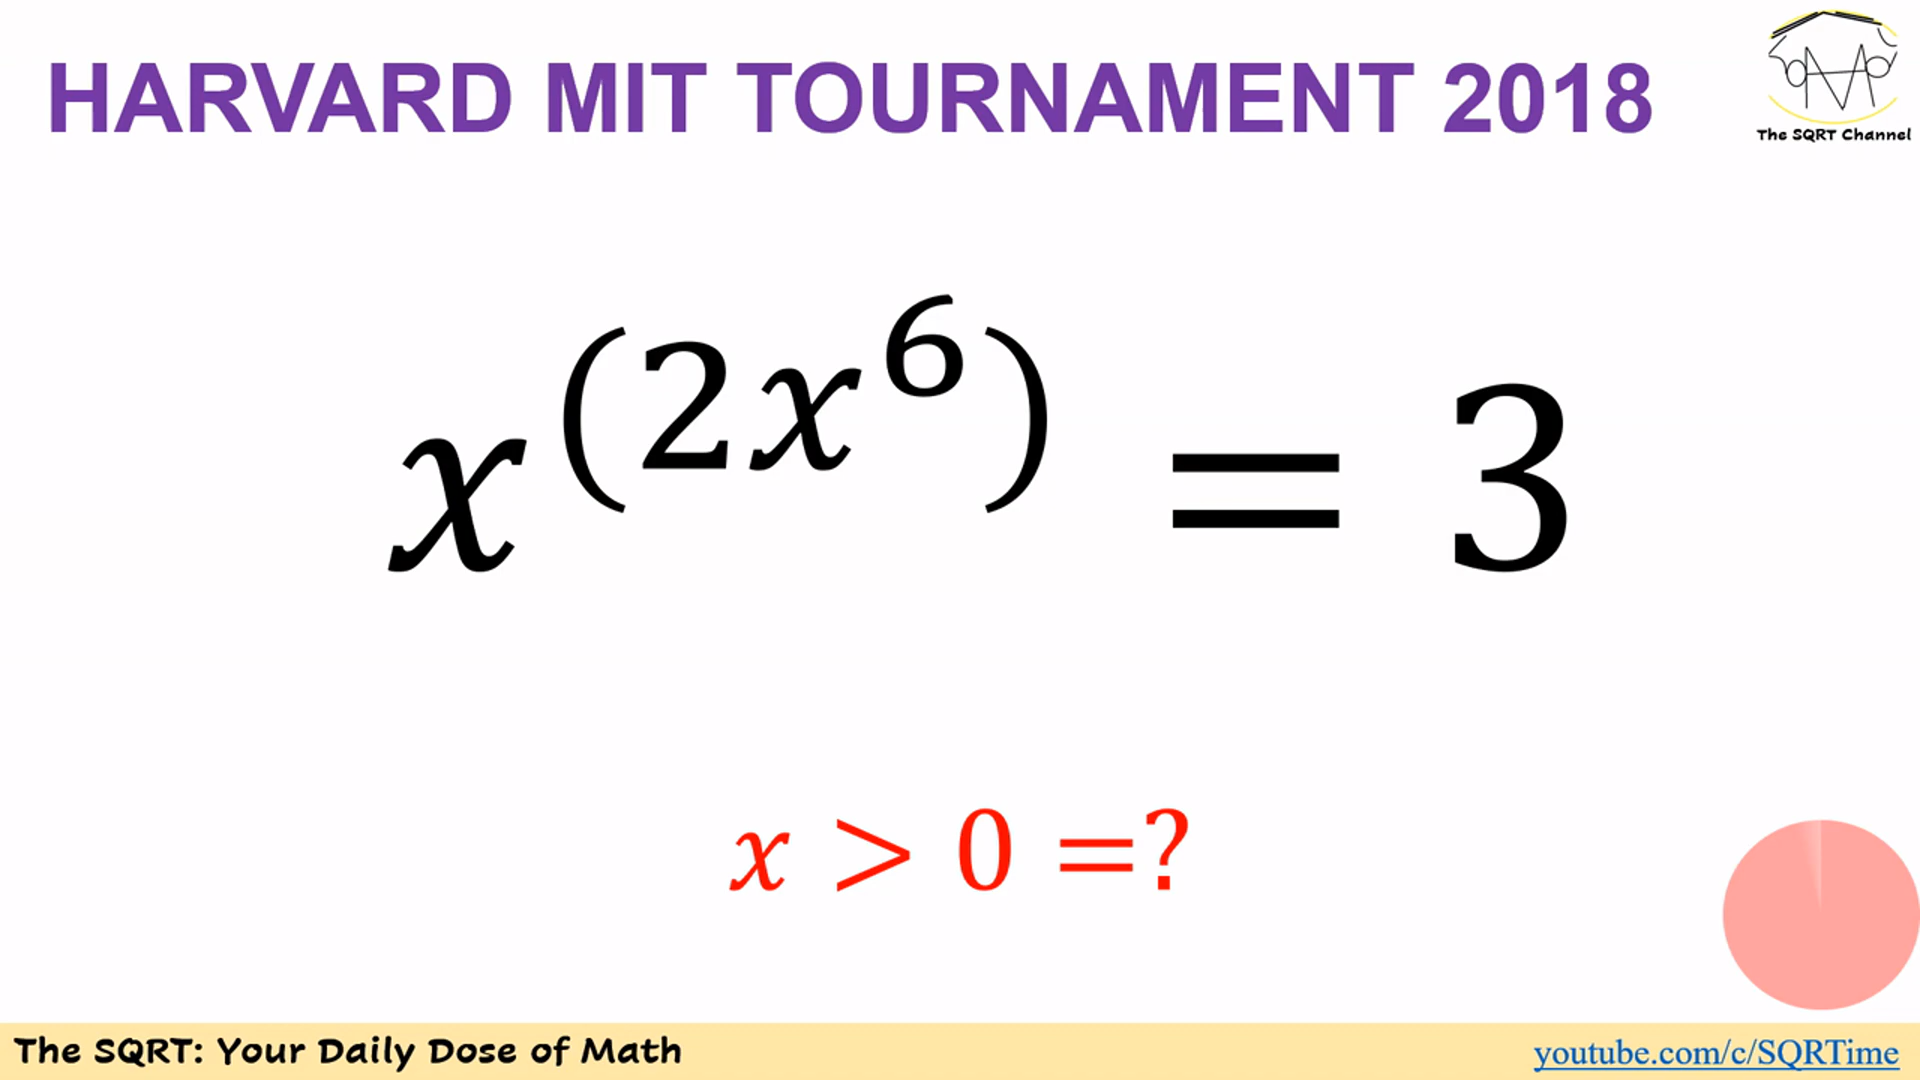 HARVARD MIT TOURNAMENT 2018
The SQRT Channel
x^(2x^6) = 3
x > 0 =?
The SQRT: Your Daily Dose of Math
youtube.com/c/SQRTime